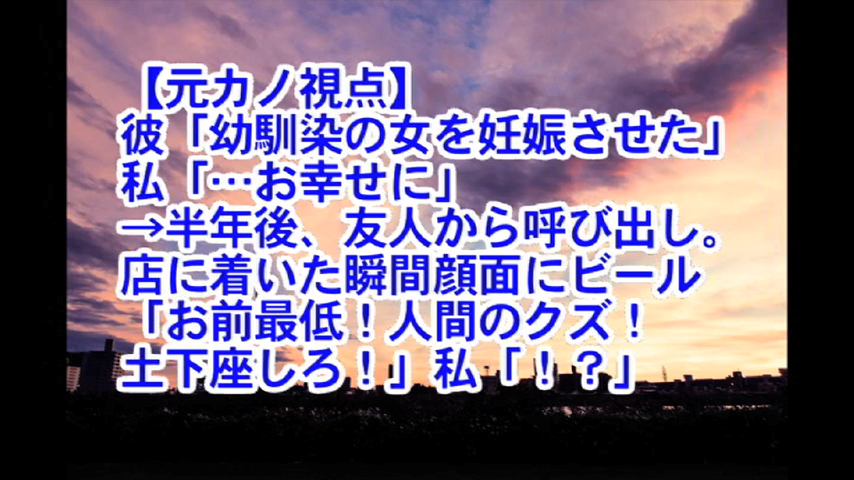 【元カノ視点】
彼「幼馴染の女を妊娠させた」
私「…お幸せに」
→半年後、友人から呼び出し。
店に着いた瞬間顔面にビール
「お前最低！人間のクズ！
土下座しろ！」私「！？」